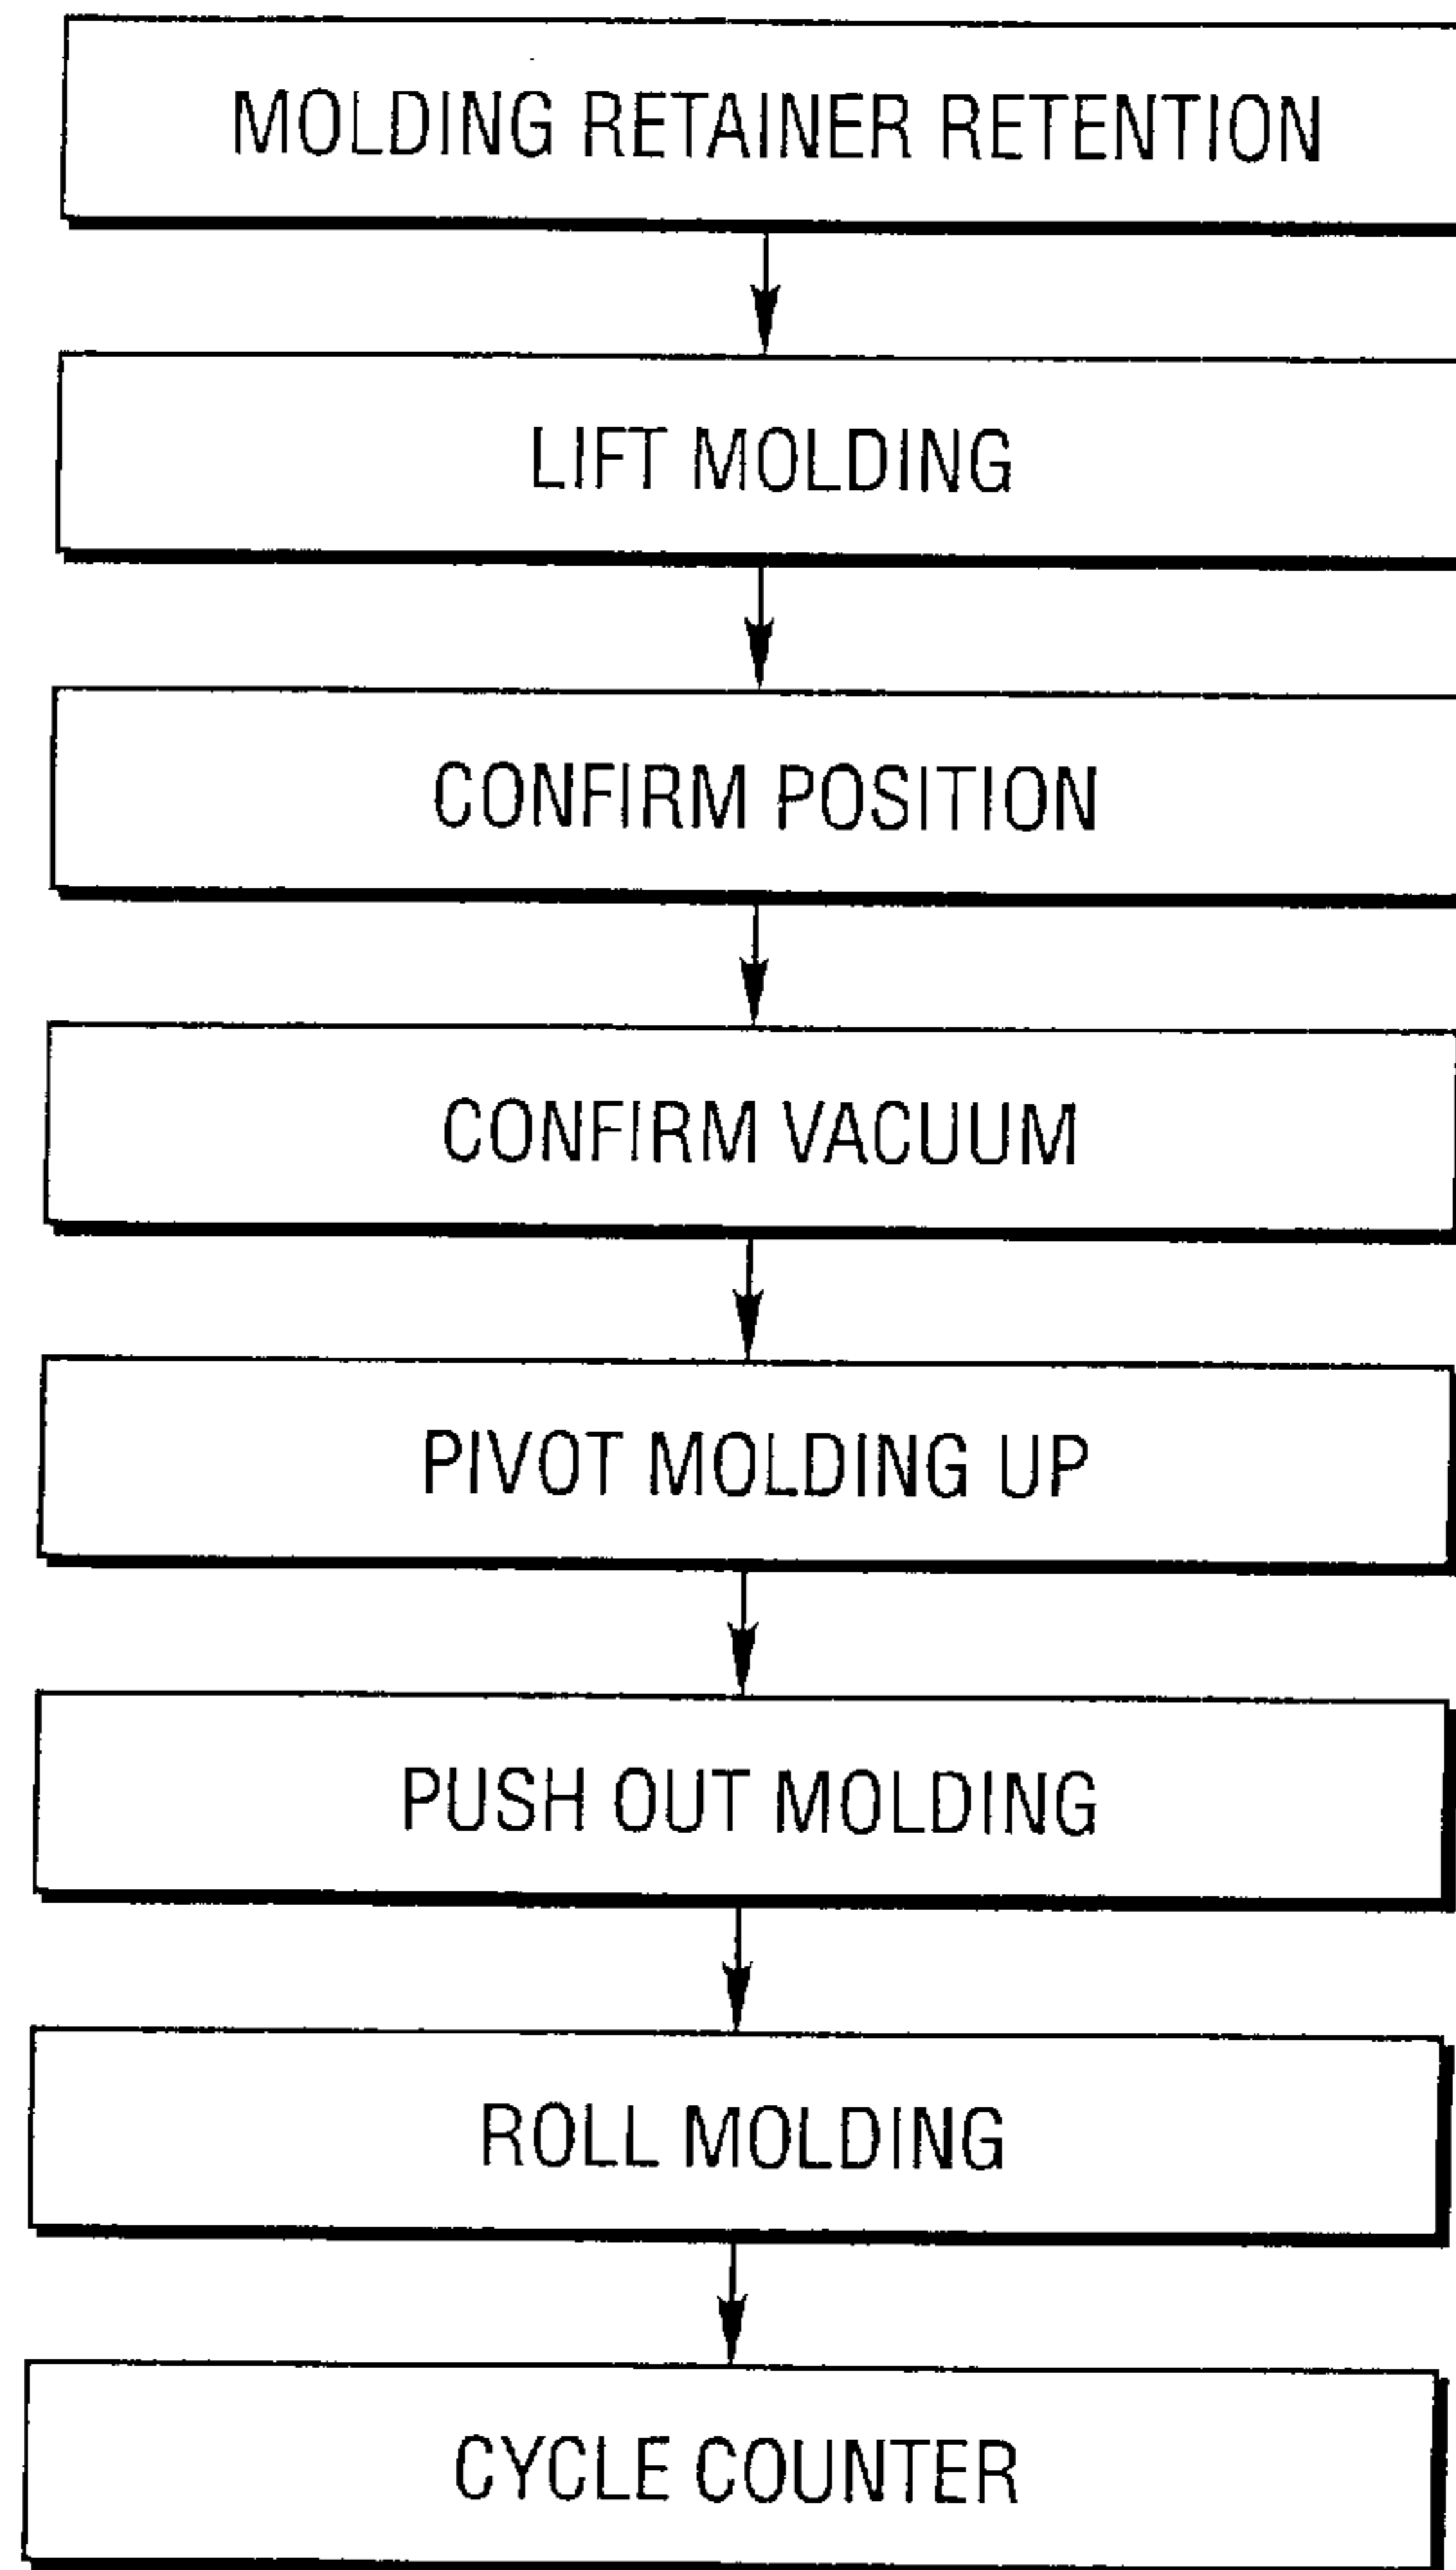 MOLDING RETAINER RETENTION
LIFT MOLDING
CONFIRM POSITION
CONFIRM VACUUM
PIVOT MOLDING UP
PUSH OUT MOLDING
ROLL MOLDING
CYCLE COUNTER